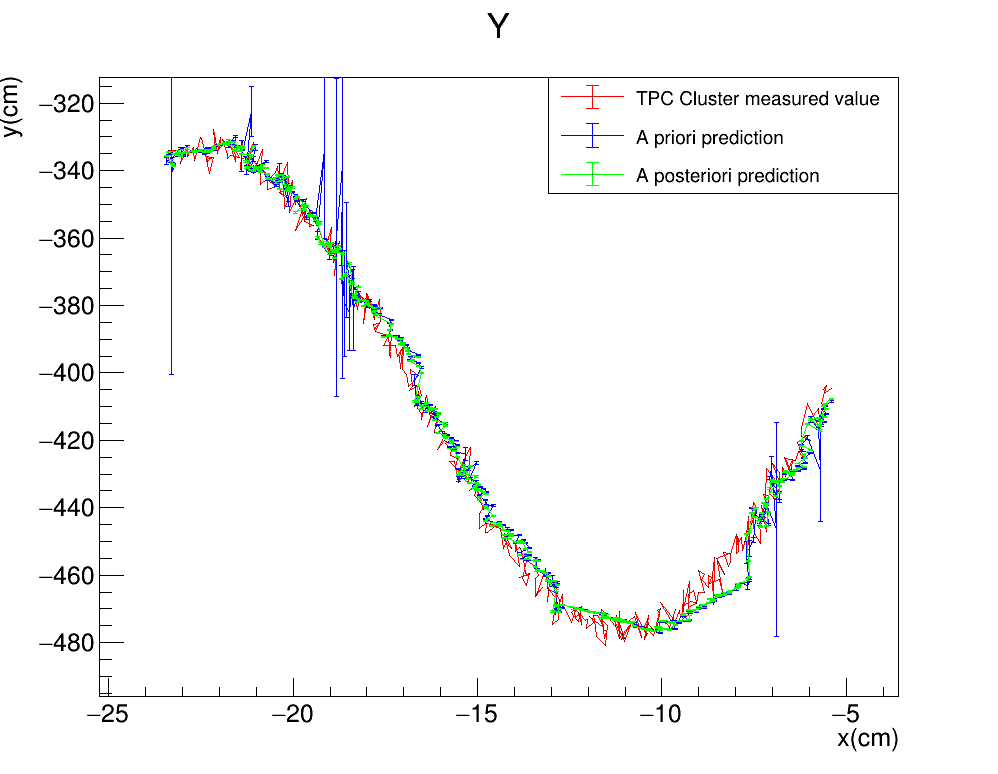 Y
y(cm)
TPC Cluster measured value
A priori prediction
A posteriori prediction
−320
−340
−360
−380
−400
−420
−440
−460
−480
−25 −20 −15 −10 −5
x(cm)